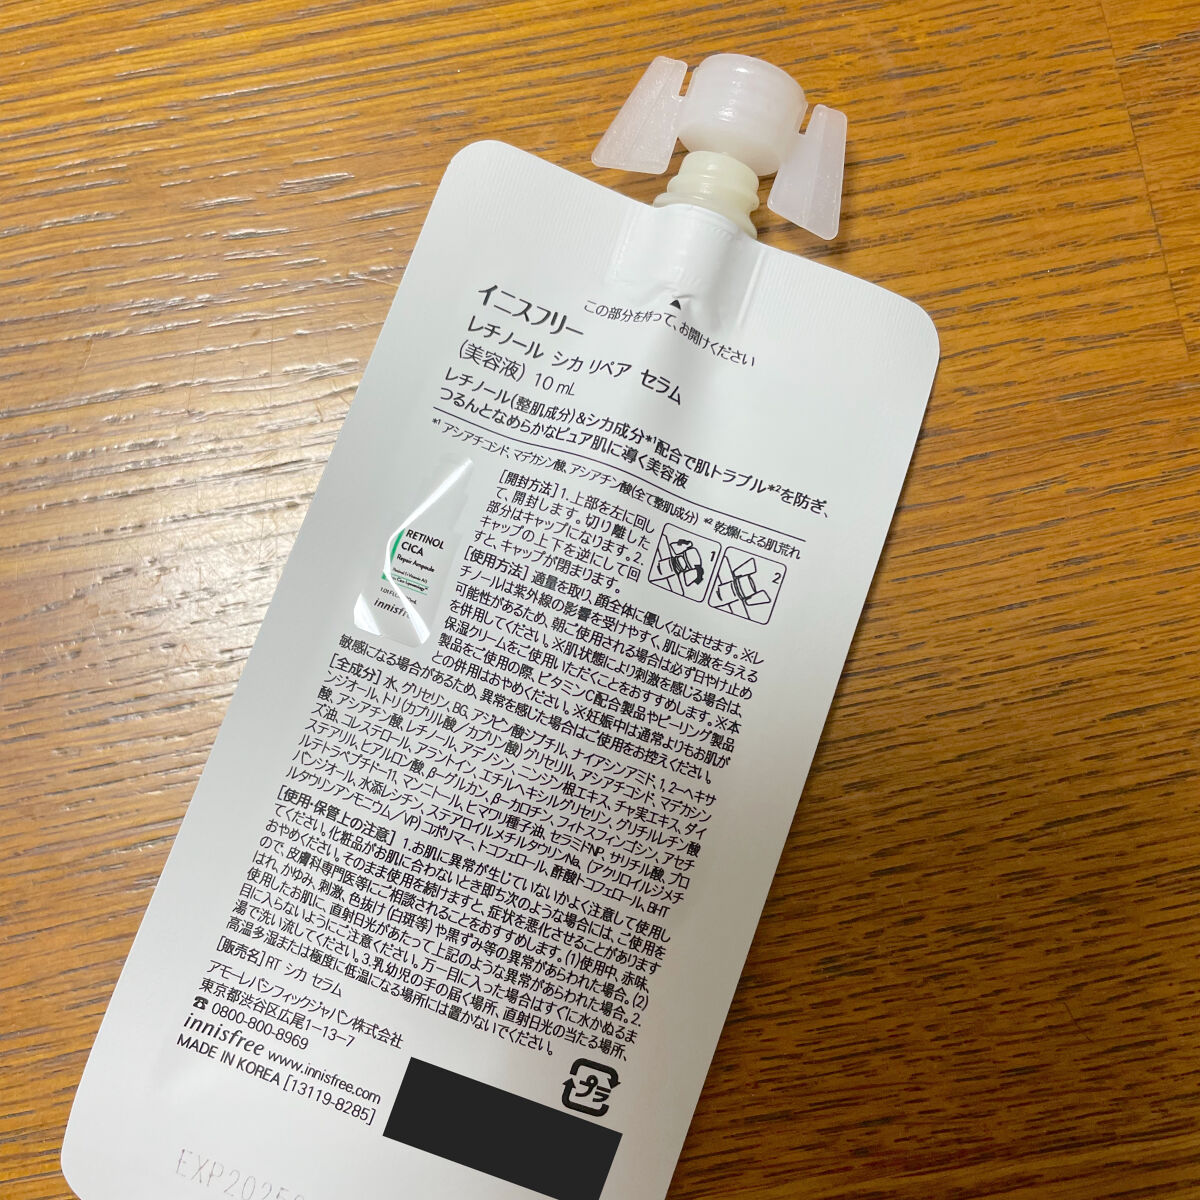 この部分を持って、お開けください
イニスフリー
レチノール シカ リペア セラム
(美容液) 10 mL
レチノール(整肌成分)&シカ成分*1配合で肌トラブル*2を防ぎ、
つるんとなめらかなピュア肌に導く美容液
*1 アシアチコシド、マデカシン酸、アシアチン酸(全て整肌成分) *2 乾燥による肌荒れ
[開封方法] 1.上部を左に回し
て、開封します。切り離した
部分はキャップになります。2.
キャップの上下を逆にして回
すと、キャップが閉まります。
1
2
RETINOL
CICA
Repair Ampoule
innisfr
[使用方法] 適量を取り、顔全体に優しくなじませます。※レ
チノールは紫外線の影響を受けやすく、肌に刺激を与える
可能性があるため、朝ご使用される場合は必ず日やけ止め
を併用してください。※肌状態により刺激を感じる場合は、
保湿クリームをご使用いただくことをおすすめします。※本
製品をご使用の際、ビタミンC配合製品やピーリング製品
との併用はおやめください。※妊娠中は通常よりもお肌が
敏感になる場合があるため、異常を感じた場合はご使用をお控えください。
[全成分] 水、グリセリン、BG、アジピン酸ジブチル、ナイアシンアミド、1,2-ヘキサ
ンジオール、トリ(カプリル酸/カプリン酸)グリセリル、アシアチコシド、マデカシン
酸、アシアチン酸、レチノール、アデノシン、ニンジン根エキス、チャ実エキス、ダイ
ズ油、コレステロール、アラントイン、エチルヘキシルグリセリン、グリチルレチン酸
ステアリル、ヒアルロン酸、β-グルカン、β-カロチン、フィトスフィンゴシン、アセチ
ルテトラペプチド-11、マンニトール、ヒマワリ種子油、セラミドNP、サリチル酸、プロ
パンジオール、水添レシチン、ステアロイルメチルタウリンNa、(アクリロイルジメチ
ルタウリンアンモニウム/VP)コポリマー、トコフェロール、酢酸トコフェロール、BHT
[使用・保管上の注意] 1.お肌に異常が生じていないかよく注意して使用し
てください。化粧品がお肌に合わないとき即ち次のような場合には、ご使用を
おやめください。そのまま使用を続けますと、症状を悪化させることがあります
ので、皮膚科専門医等にご相談されることをおすすめします。(1)使用中、赤味、
はれ、かゆみ、刺激、色抜け(白斑等)や黒ずみ等の異常があらわれた場合。(2)
使用したお肌に、直射日光があたって上記のような異常があらわれた場合。2.
目に入らないようにご注意ください。万一目に入った場合はすぐに水かぬるま
湯で洗い流してください。3.乳幼児の手の届く場所、直射日光の当たる場所、
高温多湿または極度に低温になる場所には置かないでください。
[販売名] RT シカ セラム
アモーレパシフィックジャパン株式会社
東京都渋谷区広尾1-13-7
☎ 0800-800-8969
innisfree www.innisfree.com
MADE IN KOREA [13119-8285]
プラ